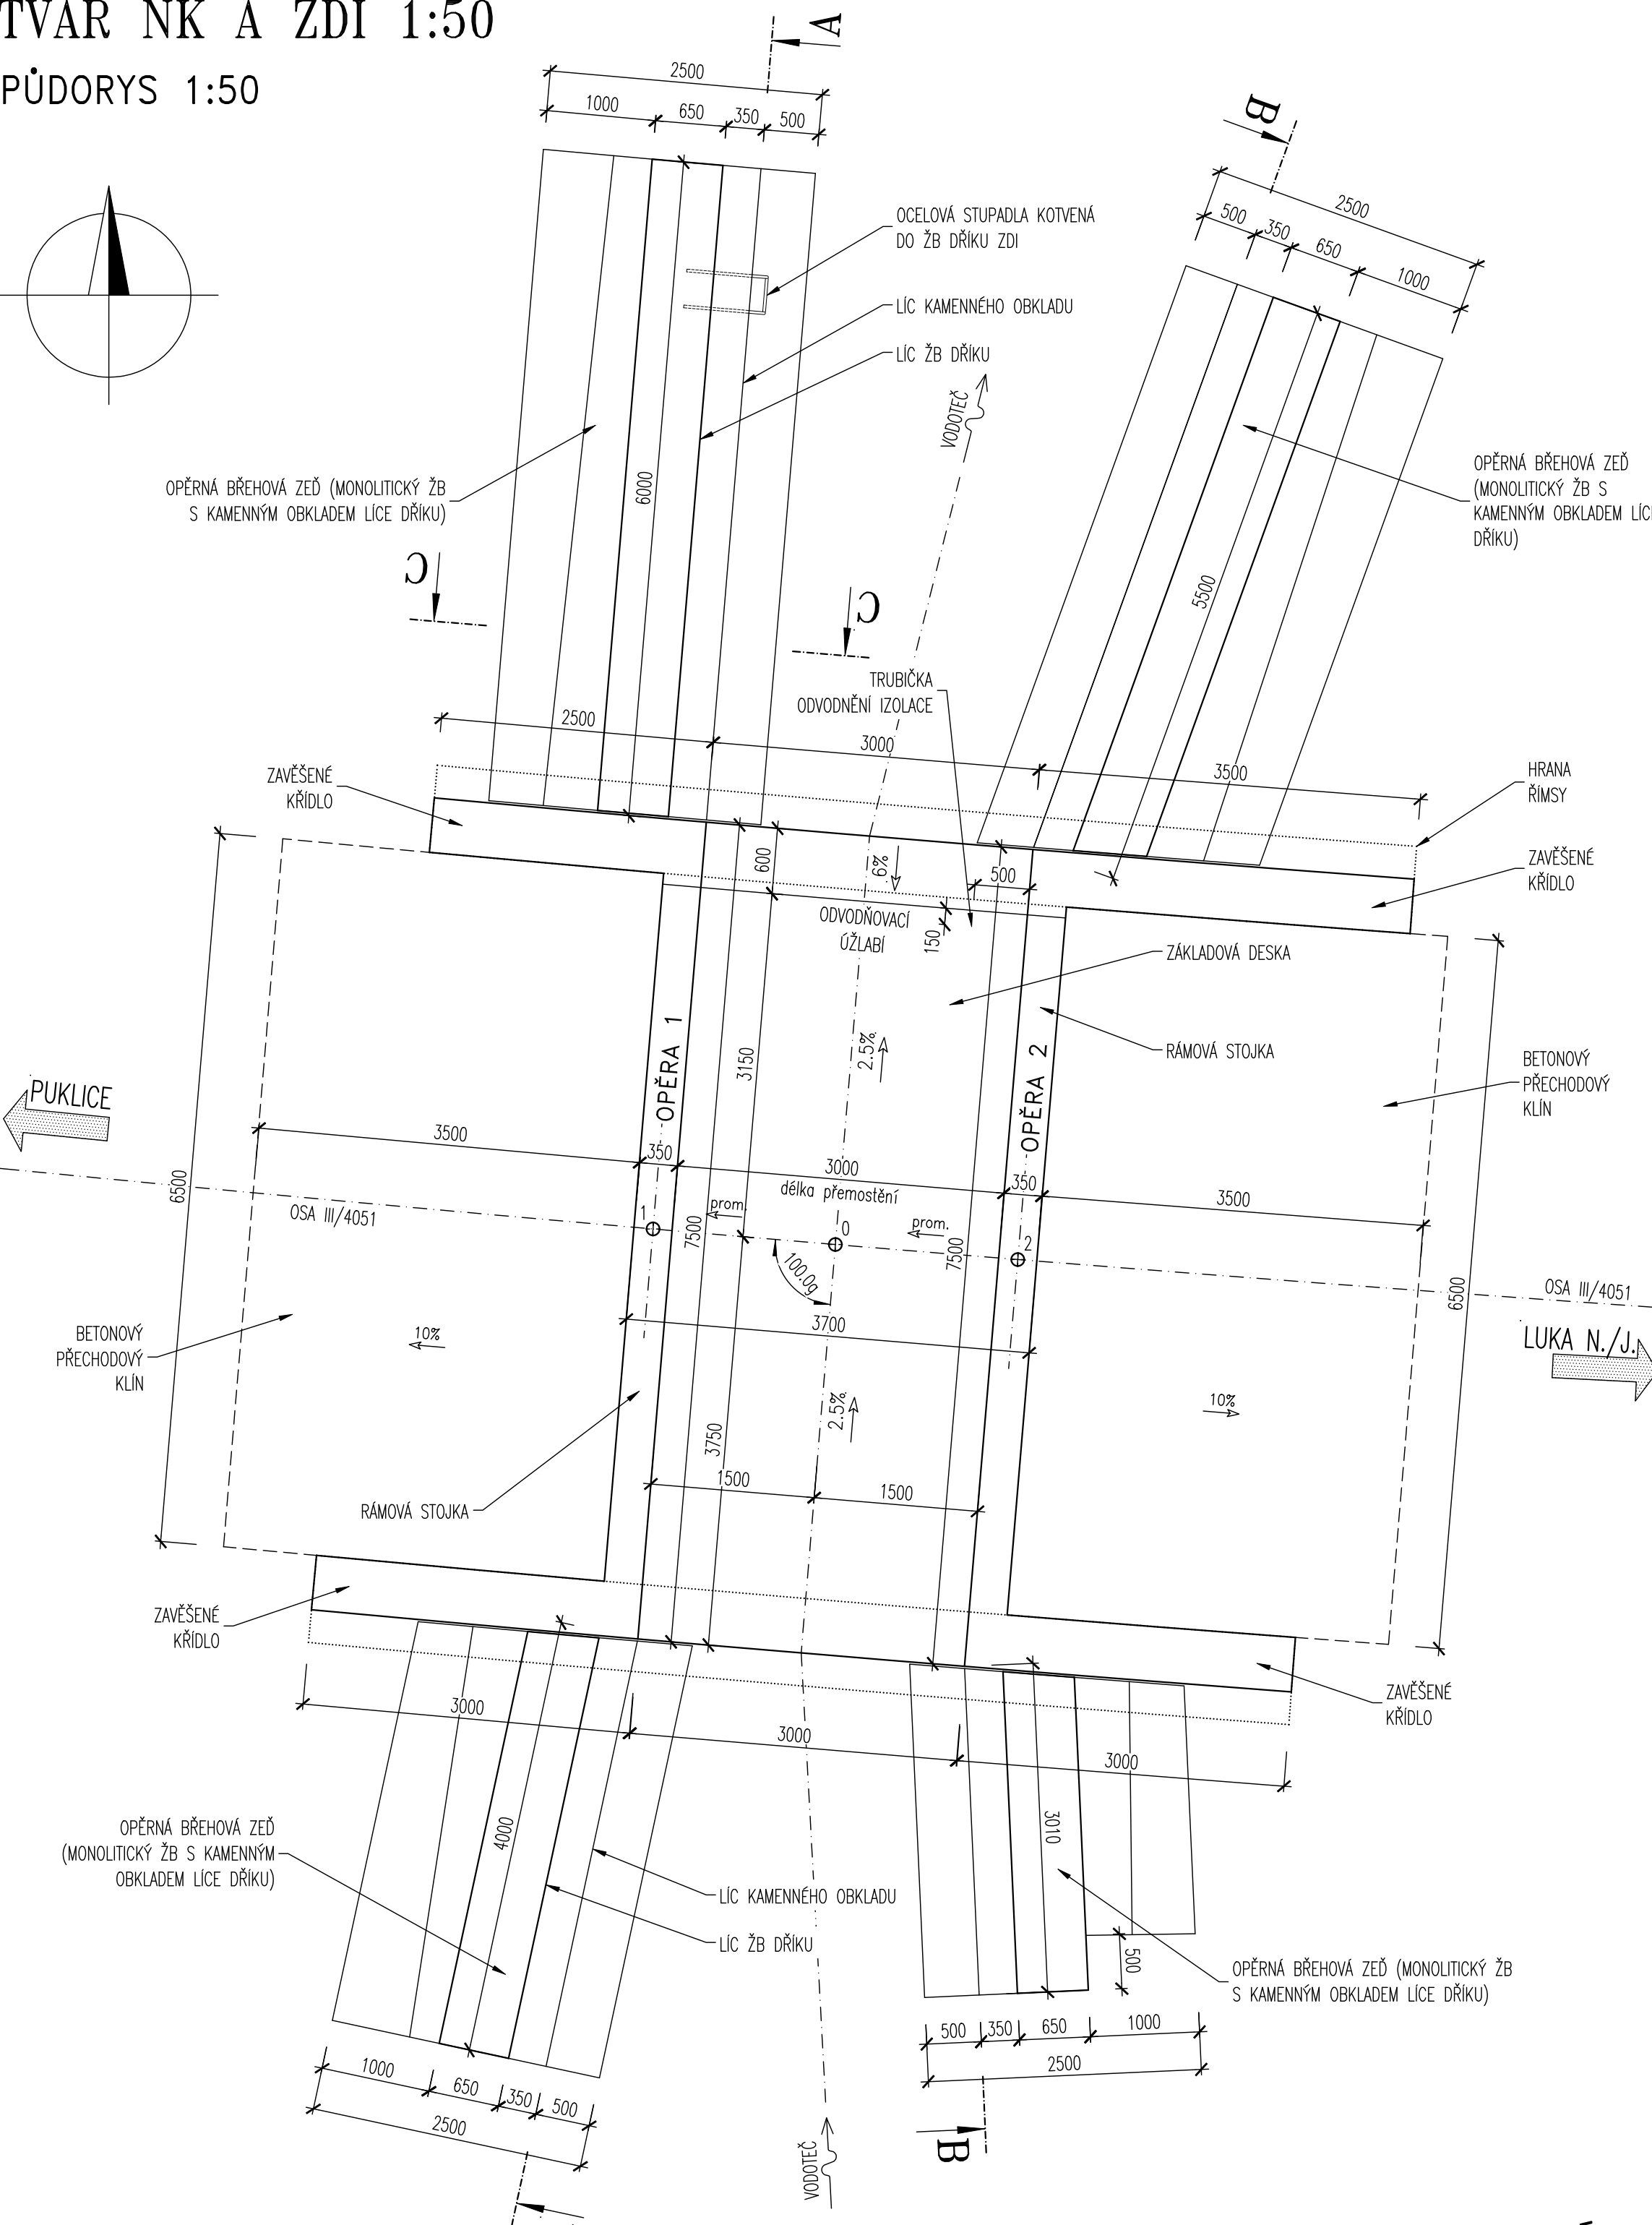 TVAR NK A ZDI 1:50
PŮDORYS 1:50
A
2500
1000
650
350
500
B
2500
500
350
650
1000
OCELOVÁ STUPADLA KOTVENÁ
DO ŽB DŘÍKU ZDI
LÍC KAMENNÉHO OBKLADU
LÍC ŽB DŘÍKU
VODOTEČ
OPĚRNÁ BŘEHOVÁ ZEĎ (MONOLITICKÝ ŽB
S KAMENNÝM OBKLADEM LÍCE DŘÍKU)
6000
OPĚRNÁ BŘEHOVÁ ZEĎ
(MONOLITICKÝ ŽB S
KAMENNÝM OBKLADEM LÍC
DŘÍKU)
5500
C
C
TRUBIČKA
ODVODNĚNÍ IZOLACE
2500
3000
3500
ZAVĚŠENÉ
KŘÍDLO
HRANA
ŘÍMSY
600
6%
500
ZAVĚŠENÉ
KŘÍDLO
ODVODŇOVACÍ
ÚŽLABÍ
150
ZÁKLADOVÁ DESKA
OPĚRA 1
3150
2.5%
OPĚRA 2
RÁMOVÁ STOJKA
BETONOVÝ
PŘECHODOVÝ
KLÍN
PUKLICE
3500
350
3000
350
3500
délka přemostění
6500
OSA III/4051
1
prom.
7500
0
prom.
7500
2
100.0g
OSA III/4051
6500
LUKA N./J.
BETONOVÝ
PŘECHODOVÝ
KLÍN
10%
3700
10%
2.5%
3750
1500
1500
RÁMOVÁ STOJKA
ZAVĚŠENÉ
KŘÍDLO
ZAVĚŠENÉ
KŘÍDLO
3000
3000
3000
OPĚRNÁ BŘEHOVÁ ZEĎ
(MONOLITICKÝ ŽB S KAMENNÝM
OBKLADEM LÍCE DŘÍKU)
4000
3010
LÍC KAMENNÉHO OBKLADU
LÍC ŽB DŘÍKU
500
OPĚRNÁ BŘEHOVÁ ZEĎ (MONOLITICKÝ ŽB
S KAMENNÝM OBKLADEM LÍCE DŘÍKU)
500
350
650
1000
2500
1000
650
350
500
2500
VODOTEČ
B